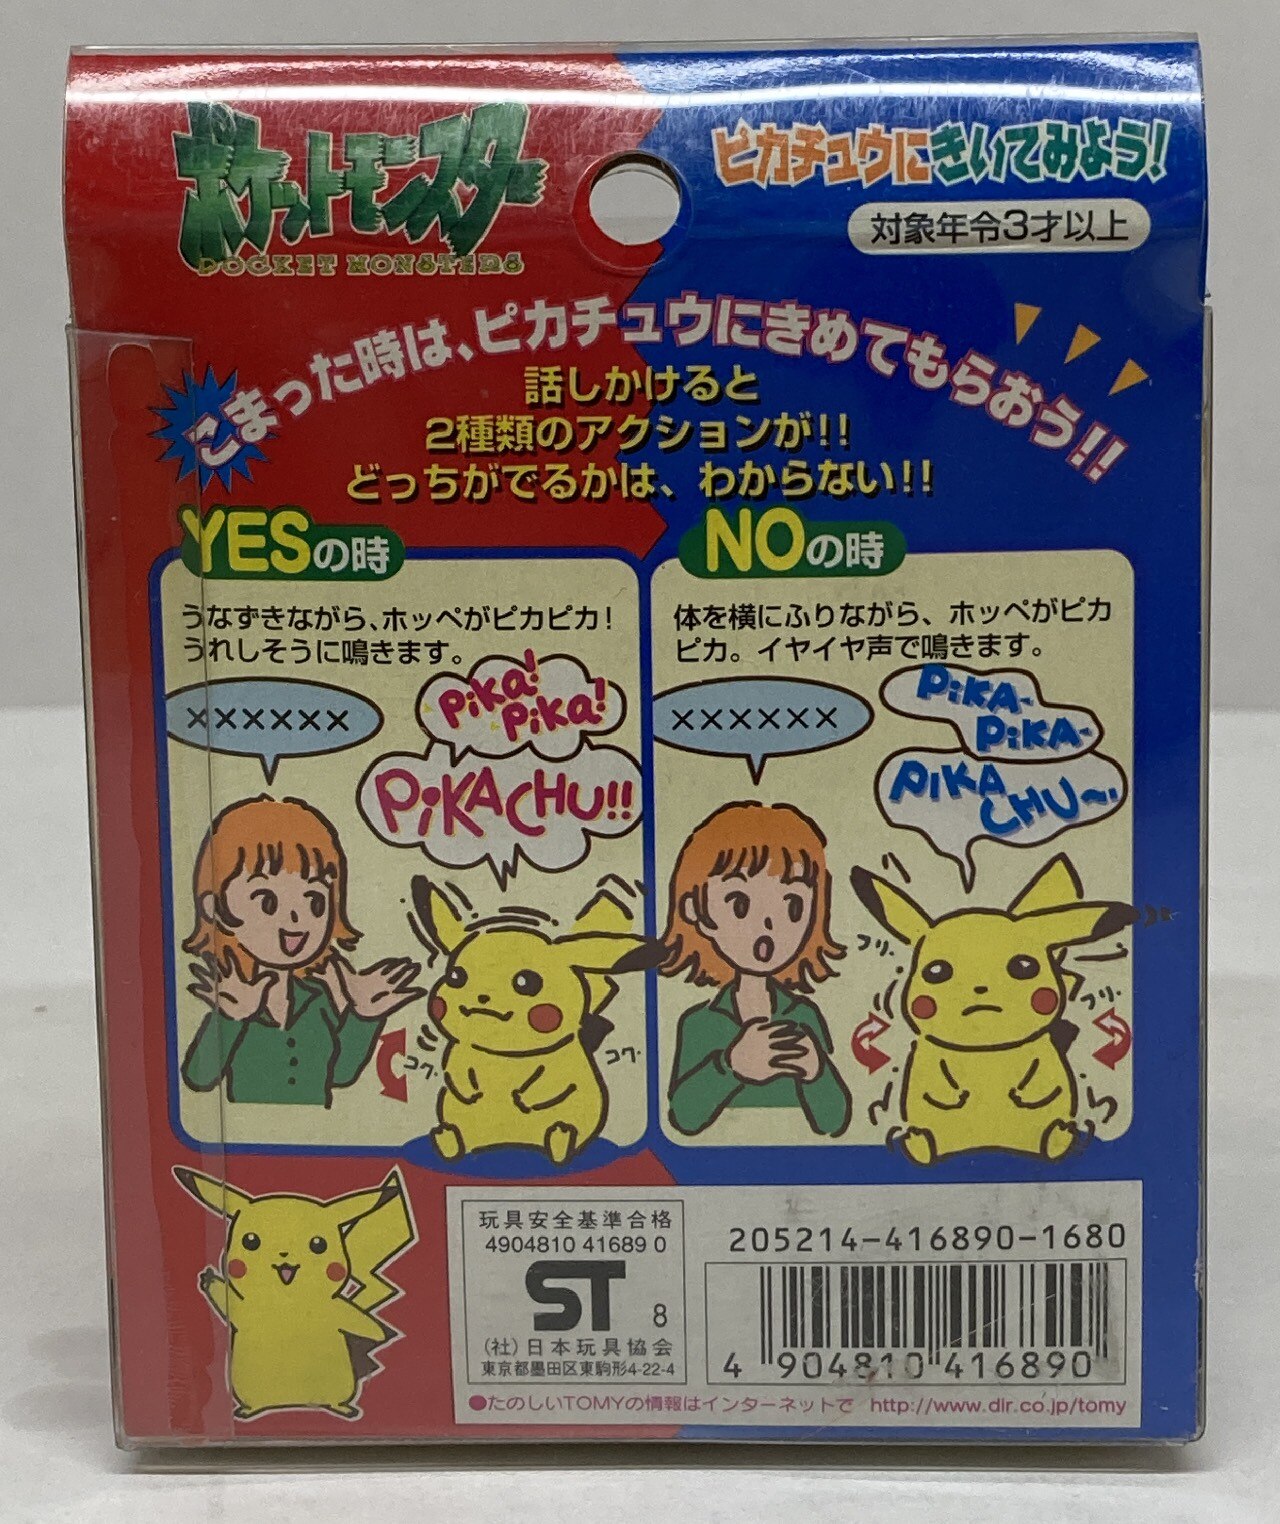 ポケットモンスター
POCKET MONSTERS
ピカチュウにきいてみよう!
対象年令3才以上
こまった時は、ピカチュウにきめてもらおう!!
話しかけると
2種類のアクションが!!
どっちがでるかは、わからない!!
YESの時
うなずきながら、ホッペがピカピカ!
うれしそうに鳴きます。
××××××
PiKa!
PiKa!
PiKACHU!!
コク・
コク・
NOの時
体を横にふりながら、ホッペがピカ
ピカ。イヤイヤ声で鳴きます。
××××××
PiKA-
PiKA-
PIKA
CHU〜・
フリ・
フリ・
玩具安全基準合格
4904810 41689 0
ST 8
(社)日本玩具協会
東京都墨田区東駒形4-22-4
205214-416890-1680
4 904810 416890
●たのしいTOMYの情報はインターネットで http://www.dlr.co.jp/tomy